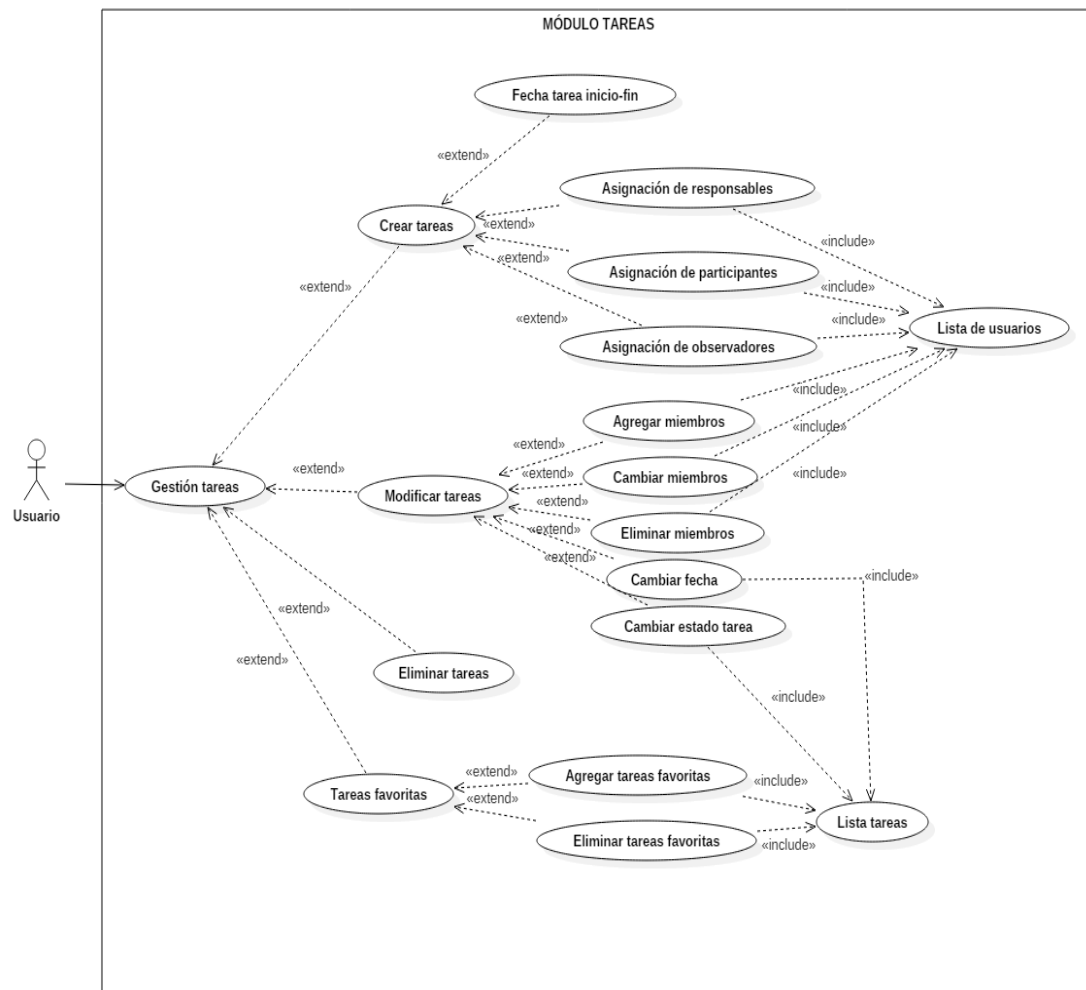 MÓDULO TAREAS
Fecha tarea inicio-fin
«extend»
Asignación de responsables
Crear tareas
«extend»
«include»
«extend»
Asignación de participantes
«extend»
«include»
«extend»
«include»
Lista de usuarios
Asignación de observadores
«include»
Agregar miembros
«include»
«extend»
Usuario
Gestión tareas
«extend»
Modificar tareas
«extend»
Cambiar miembros
«include»
«extend»
Eliminar miembros
«extend»
«extend»
Cambiar fecha
«include»
Cambiar estado tarea
«extend»
«extend»
Eliminar tareas
«include»
Tareas favoritas
«extend»
Agregar tareas favoritas
«include»
«extend»
Lista tareas
Eliminar tareas favoritas
«include»